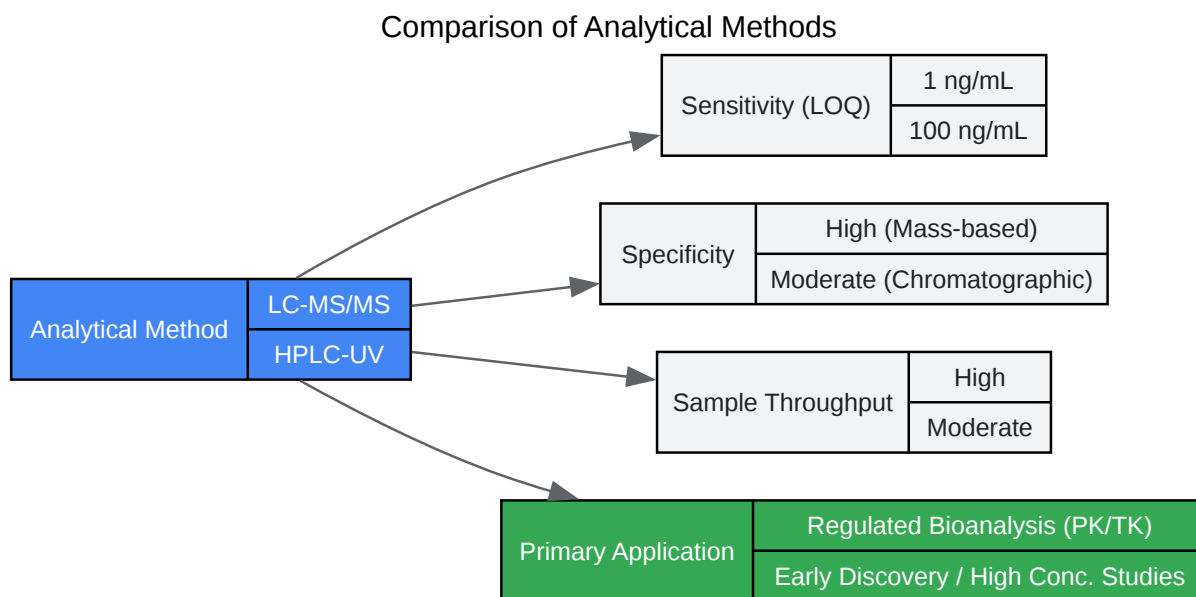 Comparison of Analytical Methods
Sensitivity (LOQ)
1 ng/mL
100 ng/mL
Specificity
High (Mass-based)
Moderate (Chromatographic)
Analytical Method
LC-MS/MS
HPLC-UV
Sample Throughput
High
Moderate
Primary Application
Regulated Bioanalysis (PK/TK)
Early Discovery / High Conc. Studies